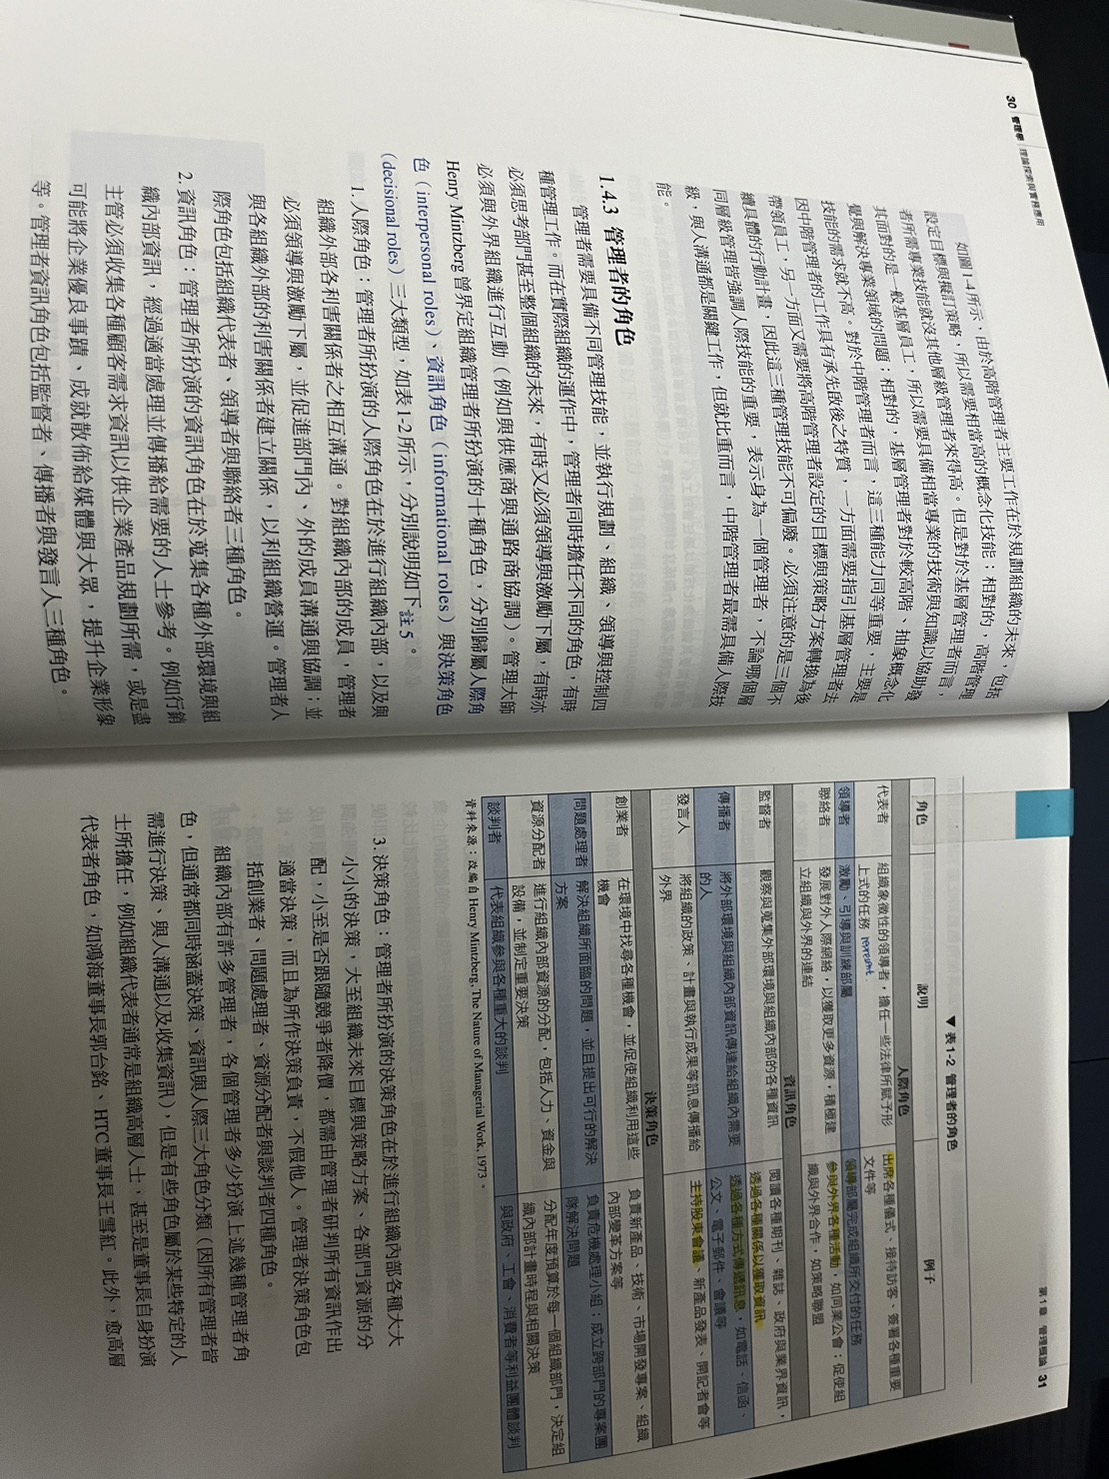 30 管理學 理論探索與實務應用
如圖1-4所示，由於高階管理者主要工作在於規劃組織的未來，包括
設定目標與擬訂策略，所以需要相當高的概念化技能；相對的，高階管理
者所需專業技能就沒其他層級管理者來得高。但是對於基層管理者而言，
其面對的是一般基層員工，所以需要具備相當專業的技術與知識以協助發
覺與解決專業領域的問題；相對的，基層管理者對於較高階、抽象概念化
技能的需求就不高。對於中階管理者而言，這三種能力同等重要，主要是
因中階管理者的工作具有承先啟後之特質，一方面需要指引基層管理者去
帶領員工，另一方面又需要將高階管理者設定的目標與策略方案轉換為後
續具體的行動計畫，因此這三種管理技能不可偏廢。必須注意的是三個不
同層級管理皆強調人際技能的重要，表示身為一個管理者，不論哪個層
級，與人溝通都是關鍵工作，但就比重而言，中階管理者最需具備人際技
能。
1.4.3 管理者的角色
管理者需要具備不同管理技能，並執行規劃、組織、領導與控制四
種管理工作。而在實際組織的運作中，管理者同時擔任不同的角色，有時
必須思考部門甚至整個組織的未來，有時又必須領導與激勵下屬，有時亦
必須與外界組織進行互動（例如與供應商與通路商協調）。管理大師
Henry Mintzberg 曾界定組織管理者所扮演的十種角色，分別歸屬人際角
色（interpersonal roles）、資訊角色（informational roles）與決策角色
（decisional roles）三大類型，如表1-2所示，分別說明如下註5。
1. 人際角色：管理者所扮演的人際角色在於進行組織內部，以及與
組織外部各利害關係者之相互溝通。對組織內部的成員，管理者
必須領導與激勵下屬，並促進部門內、外的成員溝通與協調；並
與各組織外部的利害關係者建立關係，以利組織營運。管理者人
際角色包括組織代表者、領導者與聯絡者三種角色。
2. 資訊角色：管理者所扮演的資訊角色在於蒐集各種外部環境與組
織內部資訊，經過適當處理並傳播給需要的人士參考。例如行銷
主管必須收集各種顧客需求資訊以供企業產品規劃所需，或是盡
可能將企業優良事蹟、成就散佈給媒體與大眾，提升企業形象
等。管理者資訊角色包括監督者、傳播者與發言人三種角色。
第1章 管理概論 31
▼ 表1-2 管理者的角色
角色 說明 例子
人際角色
代表者 組織象徵性的領導者，擔任一些法律所賦予形 出席各種儀式、接待訪客、簽署各種重要
上式的任務 represent. 文件等
領導者 激勵、引導與訓練部屬 領導部屬完成組織所交付的任務
聯絡者 發展對外人際網絡，以獲取更多資源，積極建 參與外界各種活動，如同業公會；促使組
立組織與外界的連結 織與外界合作，如策略聯盟
資訊角色
監督者 觀察與蒐集外部環境與組織內部的各種資訊 閱讀各種期刊、雜誌、政府與業界資訊，
透過各種關係以獲取資訊
傳播者 將外部環境與組織內部資訊傳達給組織內需要 透過各種方式傳遞訊息，如電話、信函、
的人 公文、電子郵件、會議等
發言人 將組織的政策、計畫與執行成果等訊息傳播給 主持股東會議、新產品發表、開記者會等
外界
決策角色
創業者 在環境中找尋各種機會，並促使組織利用這些 負責新產品、技術、市場開發專案、組織
機會 內部變革方案等
問題處理者 解決組織所面臨的問題，並且提出可行的解決 負責危機處理小組；成立跨部門的專案團
方案 隊解決問題
資源分配者 進行組織內部資源的分配，包括人力、資金與 分配年度預算於每一個組織部門，決定組
設備，並制定重要決策 織內部計畫時程與相關決策
談判者 代表組織參與各種重大的談判 與政府、工會、消費者等利益團體談判
資料來源：改編自 Henry Mintzberg, The Nature of Managerial Work, 1973。
3. 決策角色：管理者所扮演的決策角色在於進行組織內部各種大大
小小的決策，大至組織未來目標與策略方案、各部門資源的分
配，小至是否跟隨競爭者降價，都需由管理者研判所有資訊作出
適當決策，而且為所作決策負責，不假他人。管理者決策角色包
括創業者、問題處理者、資源分配者與談判者四種角色。
組織內部有許多管理者，各個管理者多少扮演上述幾種管理者角
色，但通常都同時涵蓋決策、資訊與人際三大角色分類（因所有管理者皆
需進行決策、與人溝通以及收集資訊），但是有些角色屬於某些特定的人
士所擔任，例如組織代表者通常是組織高層人士，甚至是董事長自身扮演
代表者角色，如鴻海董事長郭台銘、HTC 董事長王雪紅。此外，愈高層